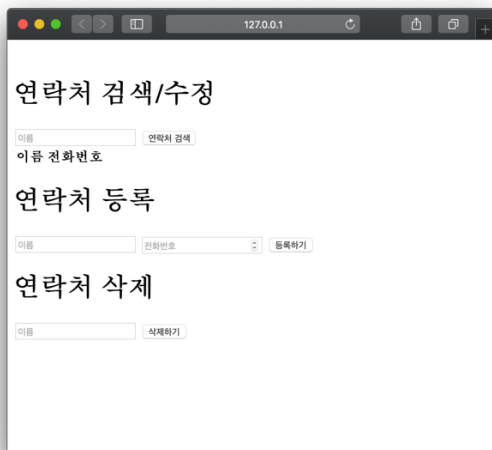 127.0.0.1
연락처 검색/수정
이름 연락처 검색
이름 전화번호
연락처 등록
이름 전화번호 등록하기
연락처 삭제
이름 삭제하기